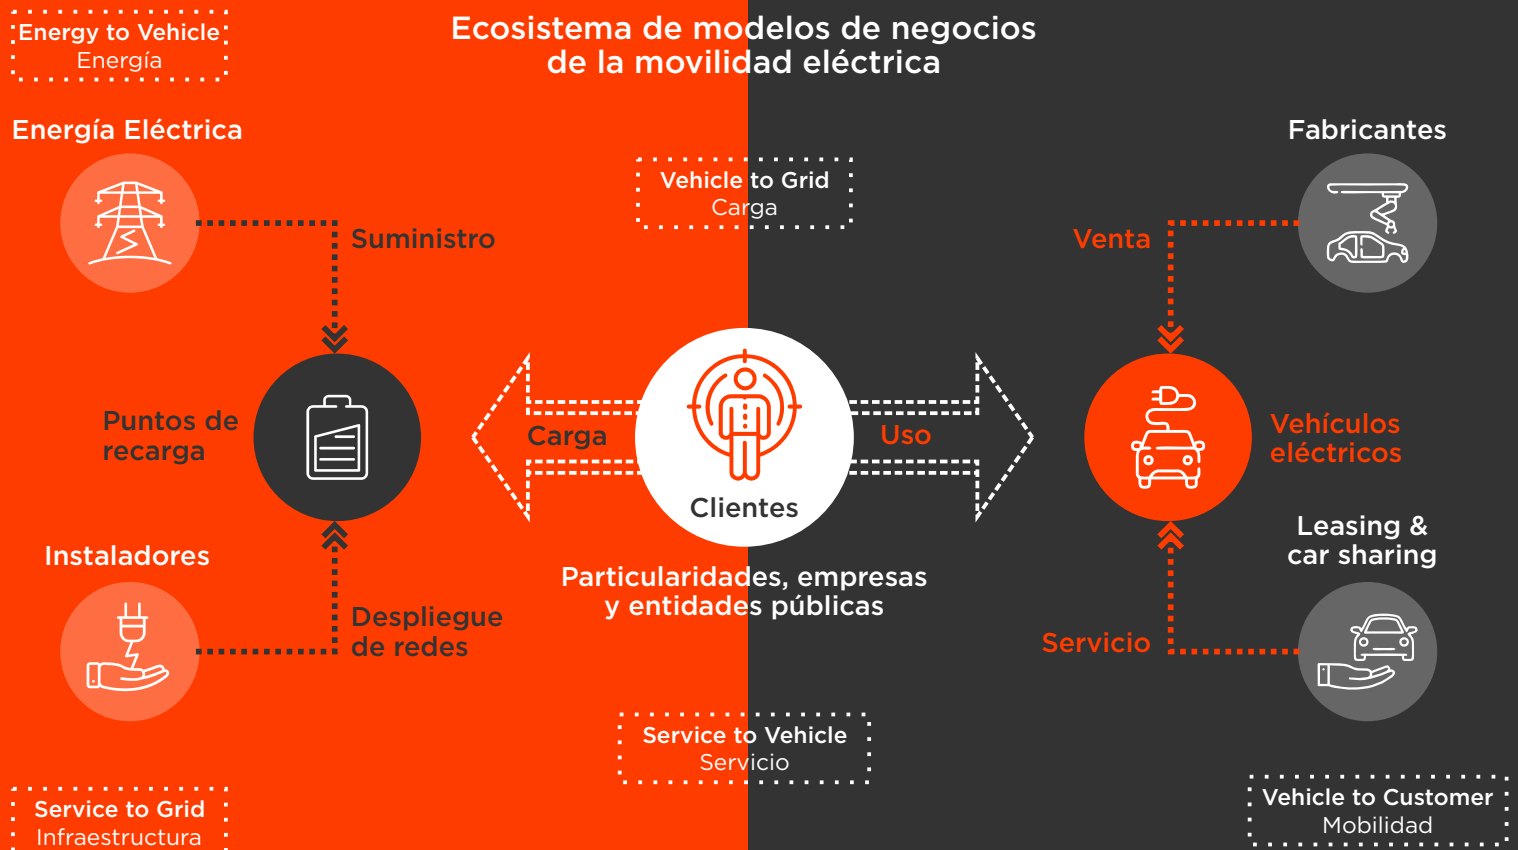 Energy to Vehicle
Energía
Ecosistema de modelos de negocios
de la movilidad eléctrica
Energía Eléctrica
Fabricantes
Vehicle to Grid
Carga
Suministro
Venta
Puntos de
recarga
Carga
Uso
Vehículos
eléctricos
Clientes
Instaladores
Leasing &
car sharing
Particularidades, empresas
y entidades públicas
Despliegue
de redes
Servicio
Service to Vehicle
Servicio
Service to Grid
Infraestructura
Vehicle to Customer
Mobilidad